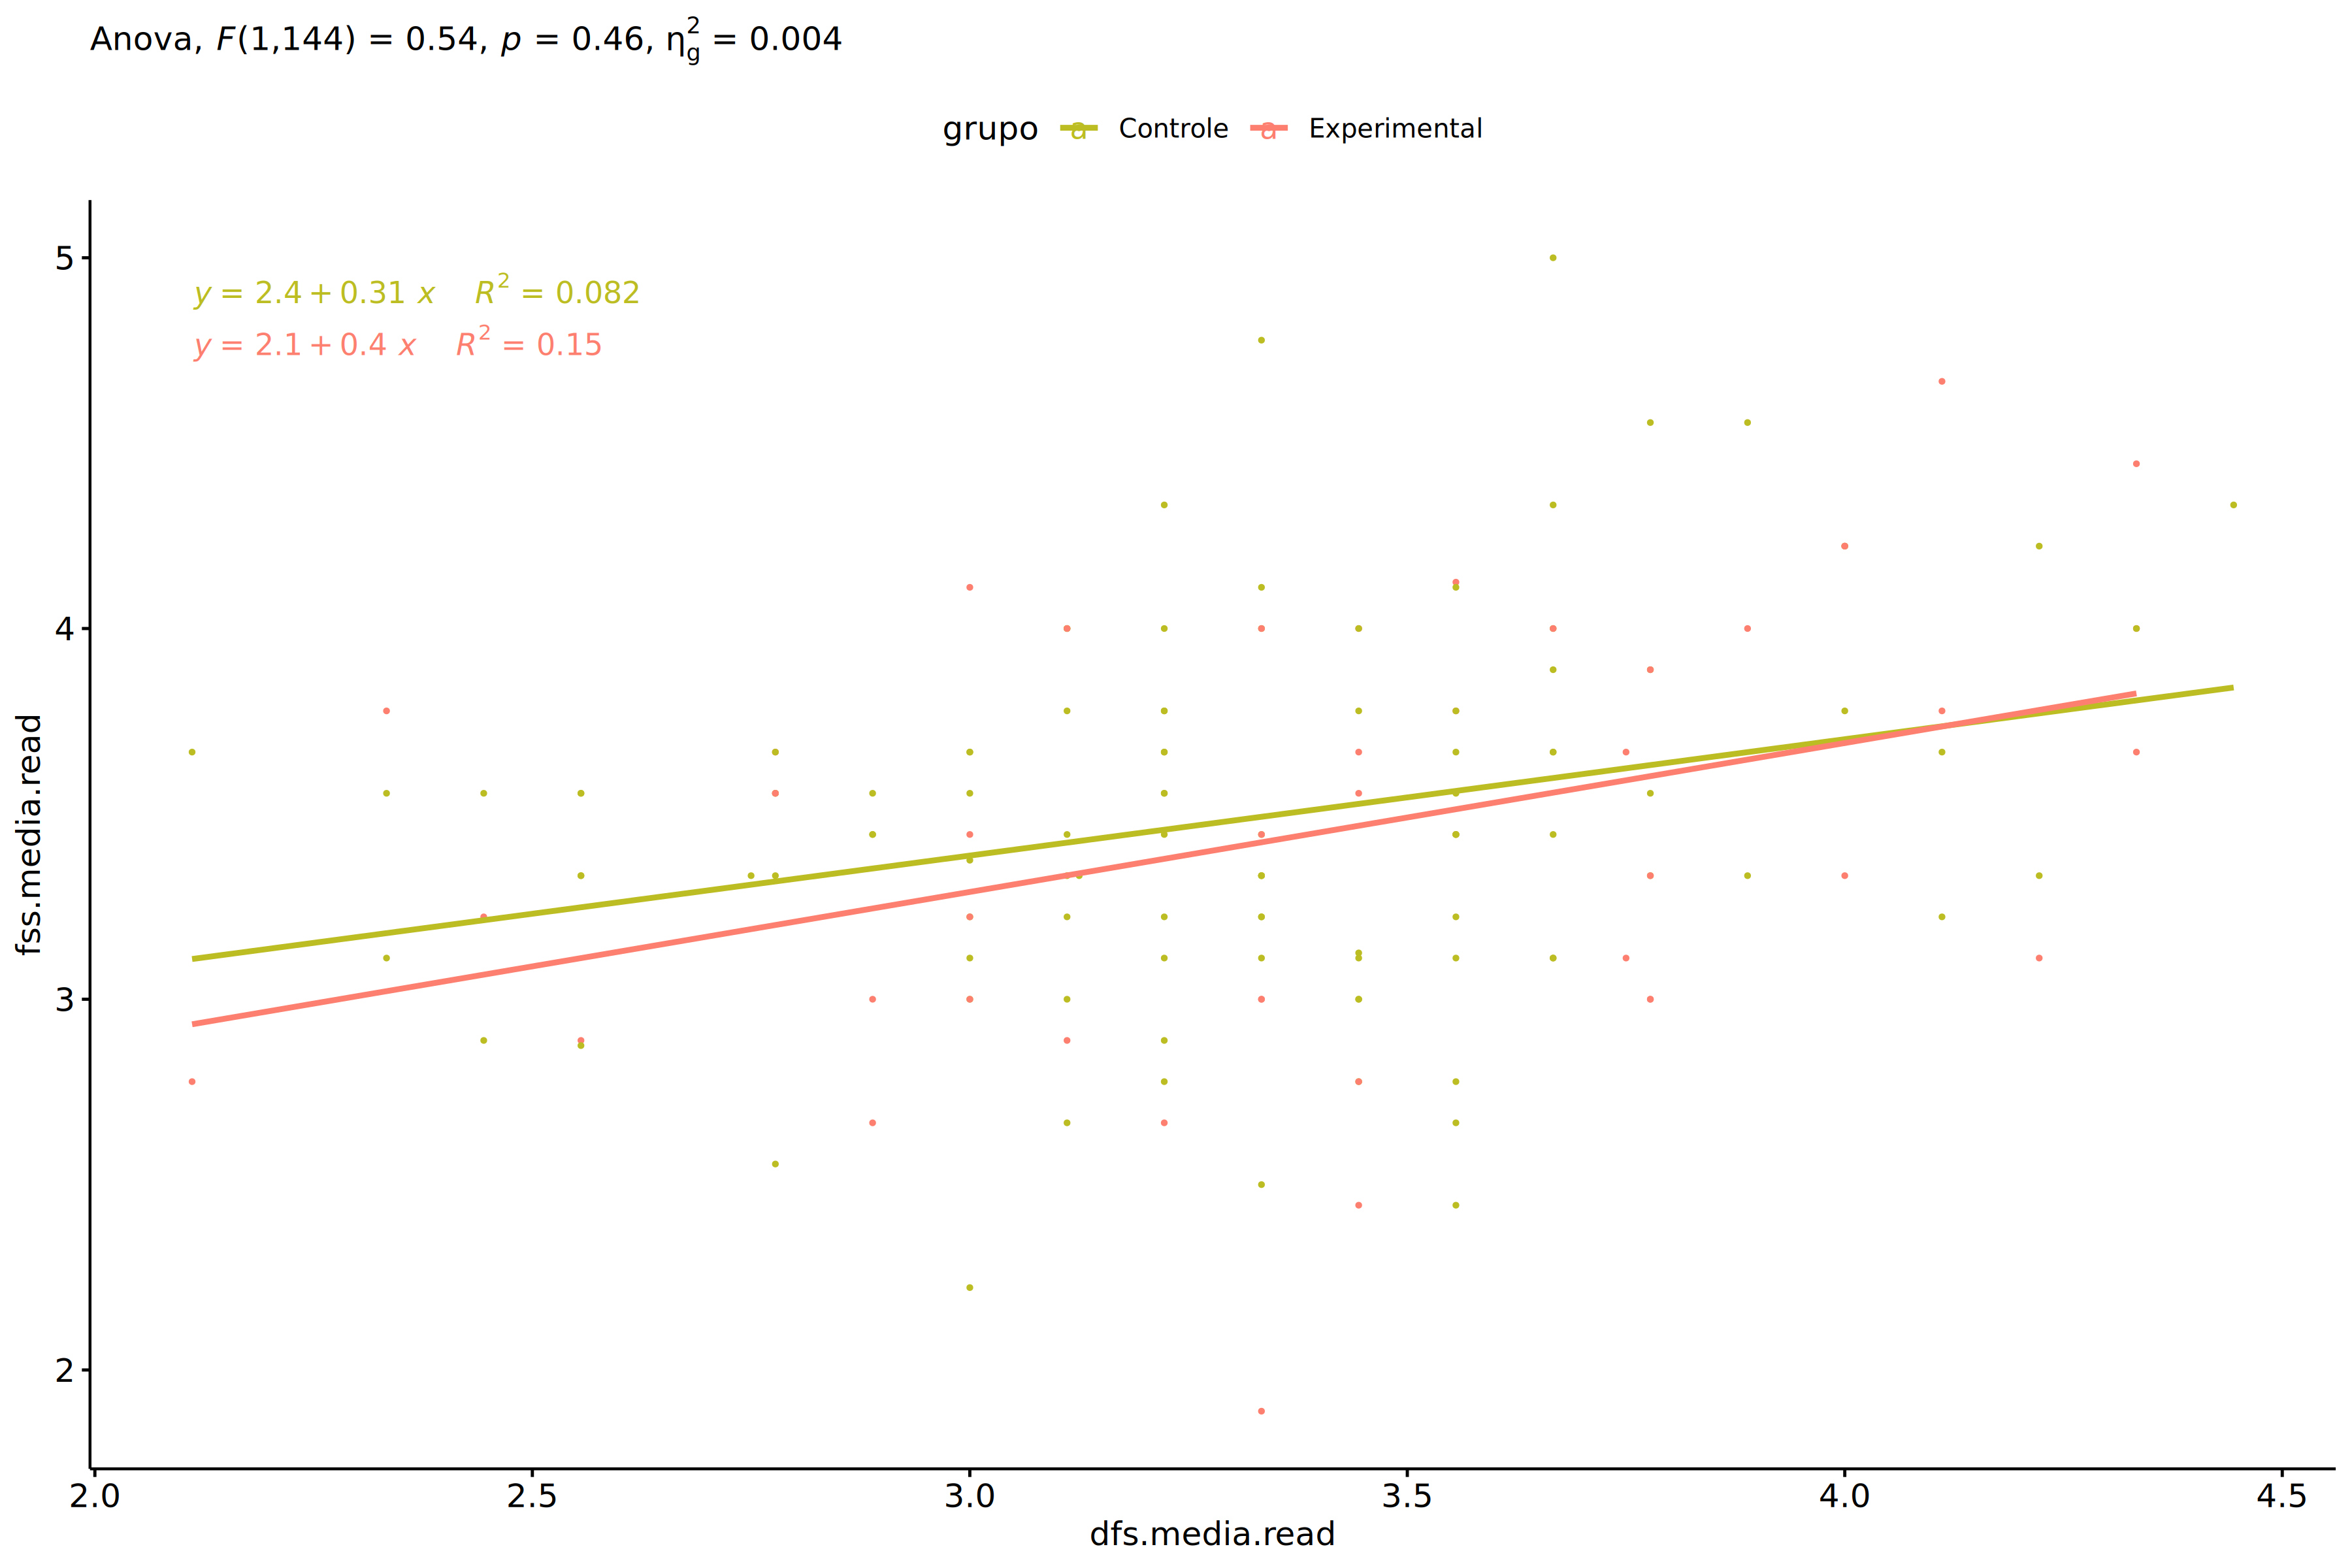 Anova, F(1,144) = 0.54, p = 0.46, η²g = 0.004
grupo a Controle a Experimental
y = 2.4 + 0.31 x R² = 0.082
y = 2.1 + 0.4 x R² = 0.15
5
4
3
2
fss.media.read
2.0 2.5 3.0 3.5 4.0 4.5
dfs.media.read